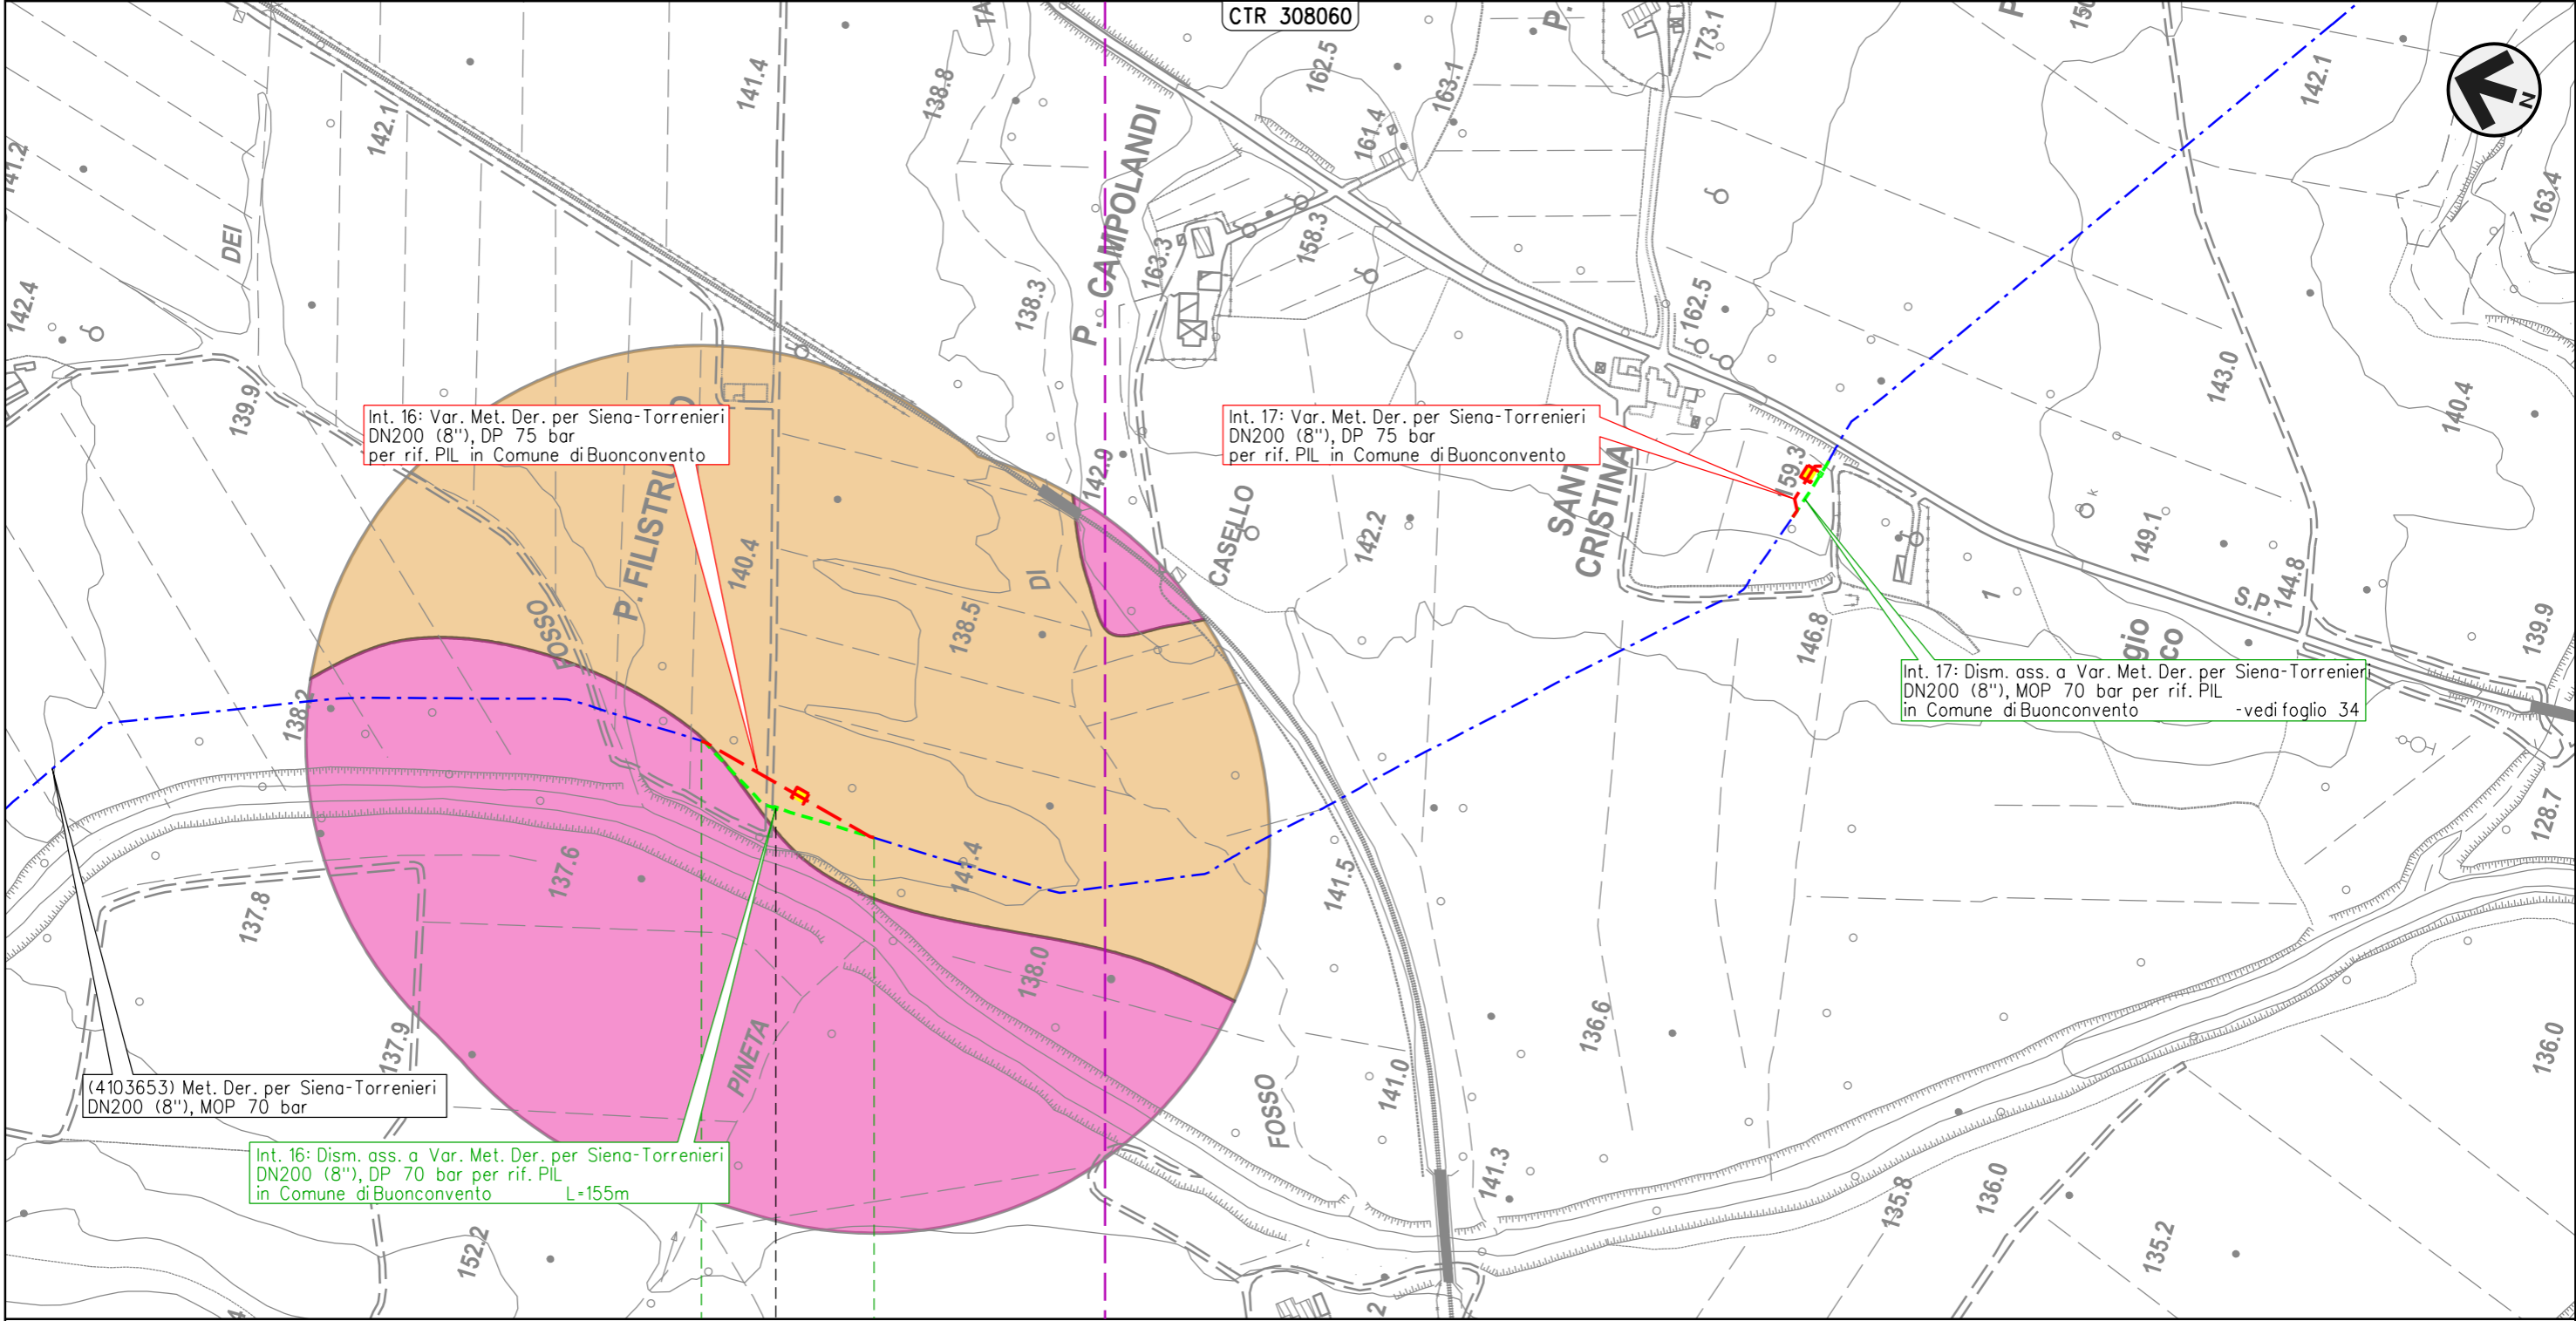 CTR 308060
N
Int. 16: Var. Met. Der. per Siena-Torrenieri
DN200 (8"), DP 75 bar
per rif. PIL in Comune di Buonconvento
Int. 17: Var. Met. Der. per Siena-Torrenieri
DN200 (8"), DP 75 bar
per rif. PIL in Comune di Buonconvento
Int. 17: Dism. ass. a Var. Met. Der. per Siena-Torrenieri
DN200 (8"), MOP 70 bar per rif. PIL
in Comune di Buonconvento -vedi foglio 34
(4103653) Met. Der. per Siena-Torrenieri
DN200 (8"), MOP 70 bar
Int. 16: Dism. ass. a Var. Met. Der. per Siena-Torrenieri
DN200 (8"), DP 70 bar per rif. PIL
in Comune di Buonconvento L=155m
TA
P.
P.
173.1
162.5
163.1
161.4
142.1
163.4
141.4
138.8
142.1
141.2
DEI
142.4
P. CAMPOLANDI
163.3
158.3
138.3
162.5
143.0
140.4
139.9
142.9
159.3
SANT
CRISTINA
CASELLO
142.2
149.1
144.8
S.P.
1
P. FILISTRU
140.4
FOSSO
DI
138.5
146.8
gio
co
139.9
138.2
128.7
137.6
137.8
141.4
141.5
138.0
136.6
137.9
PINETA
FOSSO
141.0
136.0
141.3
135.8
136.0
135.2
152.2
2
k